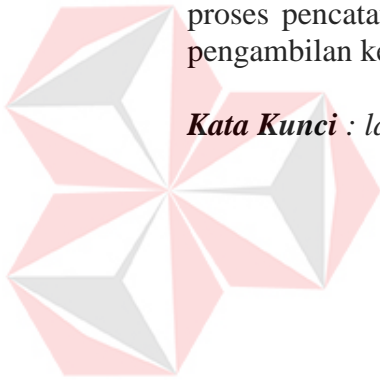 proses pencata
pengambilan ke
Kata Kunci : la